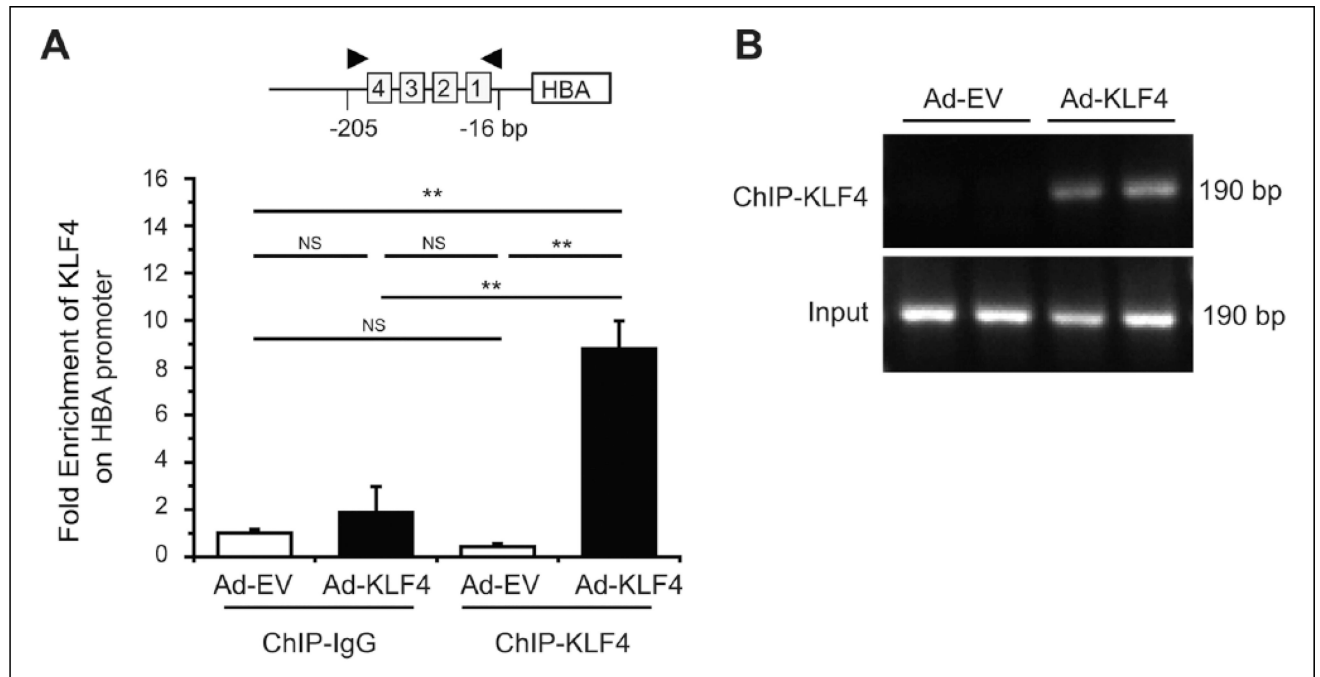 A
4 3 2 1 HBA
-205 -16 bp
Fold Enrichment of KLF4
on HBA promoter
16
14
12
10
8
6
4
2
0
**
NS NS **
**
NS
Ad-EV Ad-KLF4 Ad-EV Ad-KLF4
ChIP-IgG ChIP-KLF4
B
Ad-EV Ad-KLF4
ChIP-KLF4 190 bp
Input 190 bp